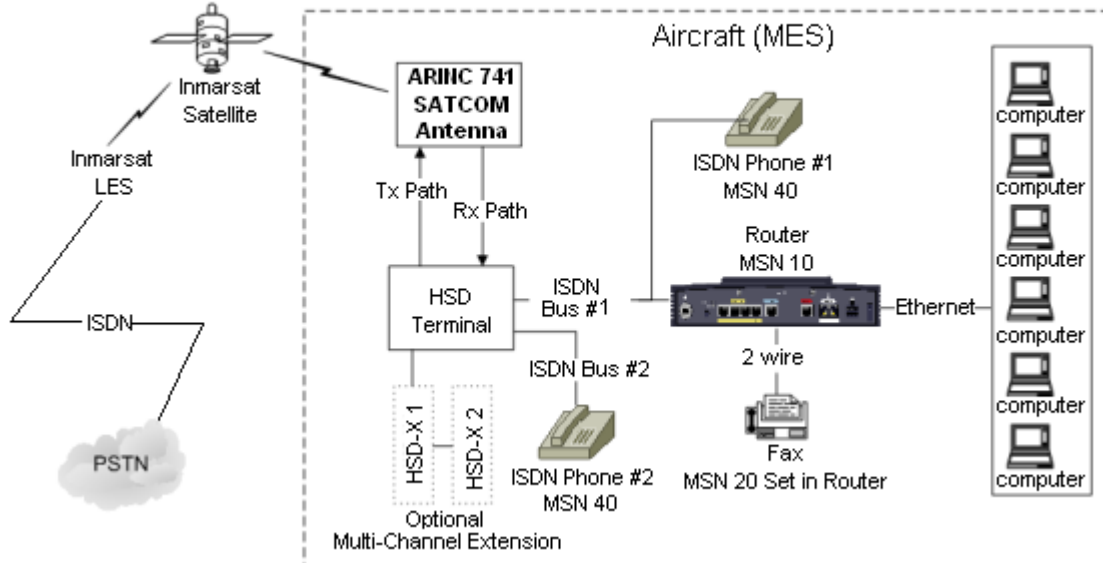 Aircraft (MES)
Inmarsat
Satellite
Inmarsat
LES
ISDN
PSTN
ARINC 741
SATCOM
Antenna
Tx Path
Rx Path
HSD
Terminal
ISDN
Bus #1
ISDN Bus #2
HSD-X 1
HSD-X 2
Optional
Multi-Channel Extension
ISDN Phone #1
MSN 40
Router
MSN 10
Ethernet
2 wire
Fax
MSN 20 Set in Router
ISDN Phone #2
MSN 40
computer
computer
computer
computer
computer
computer